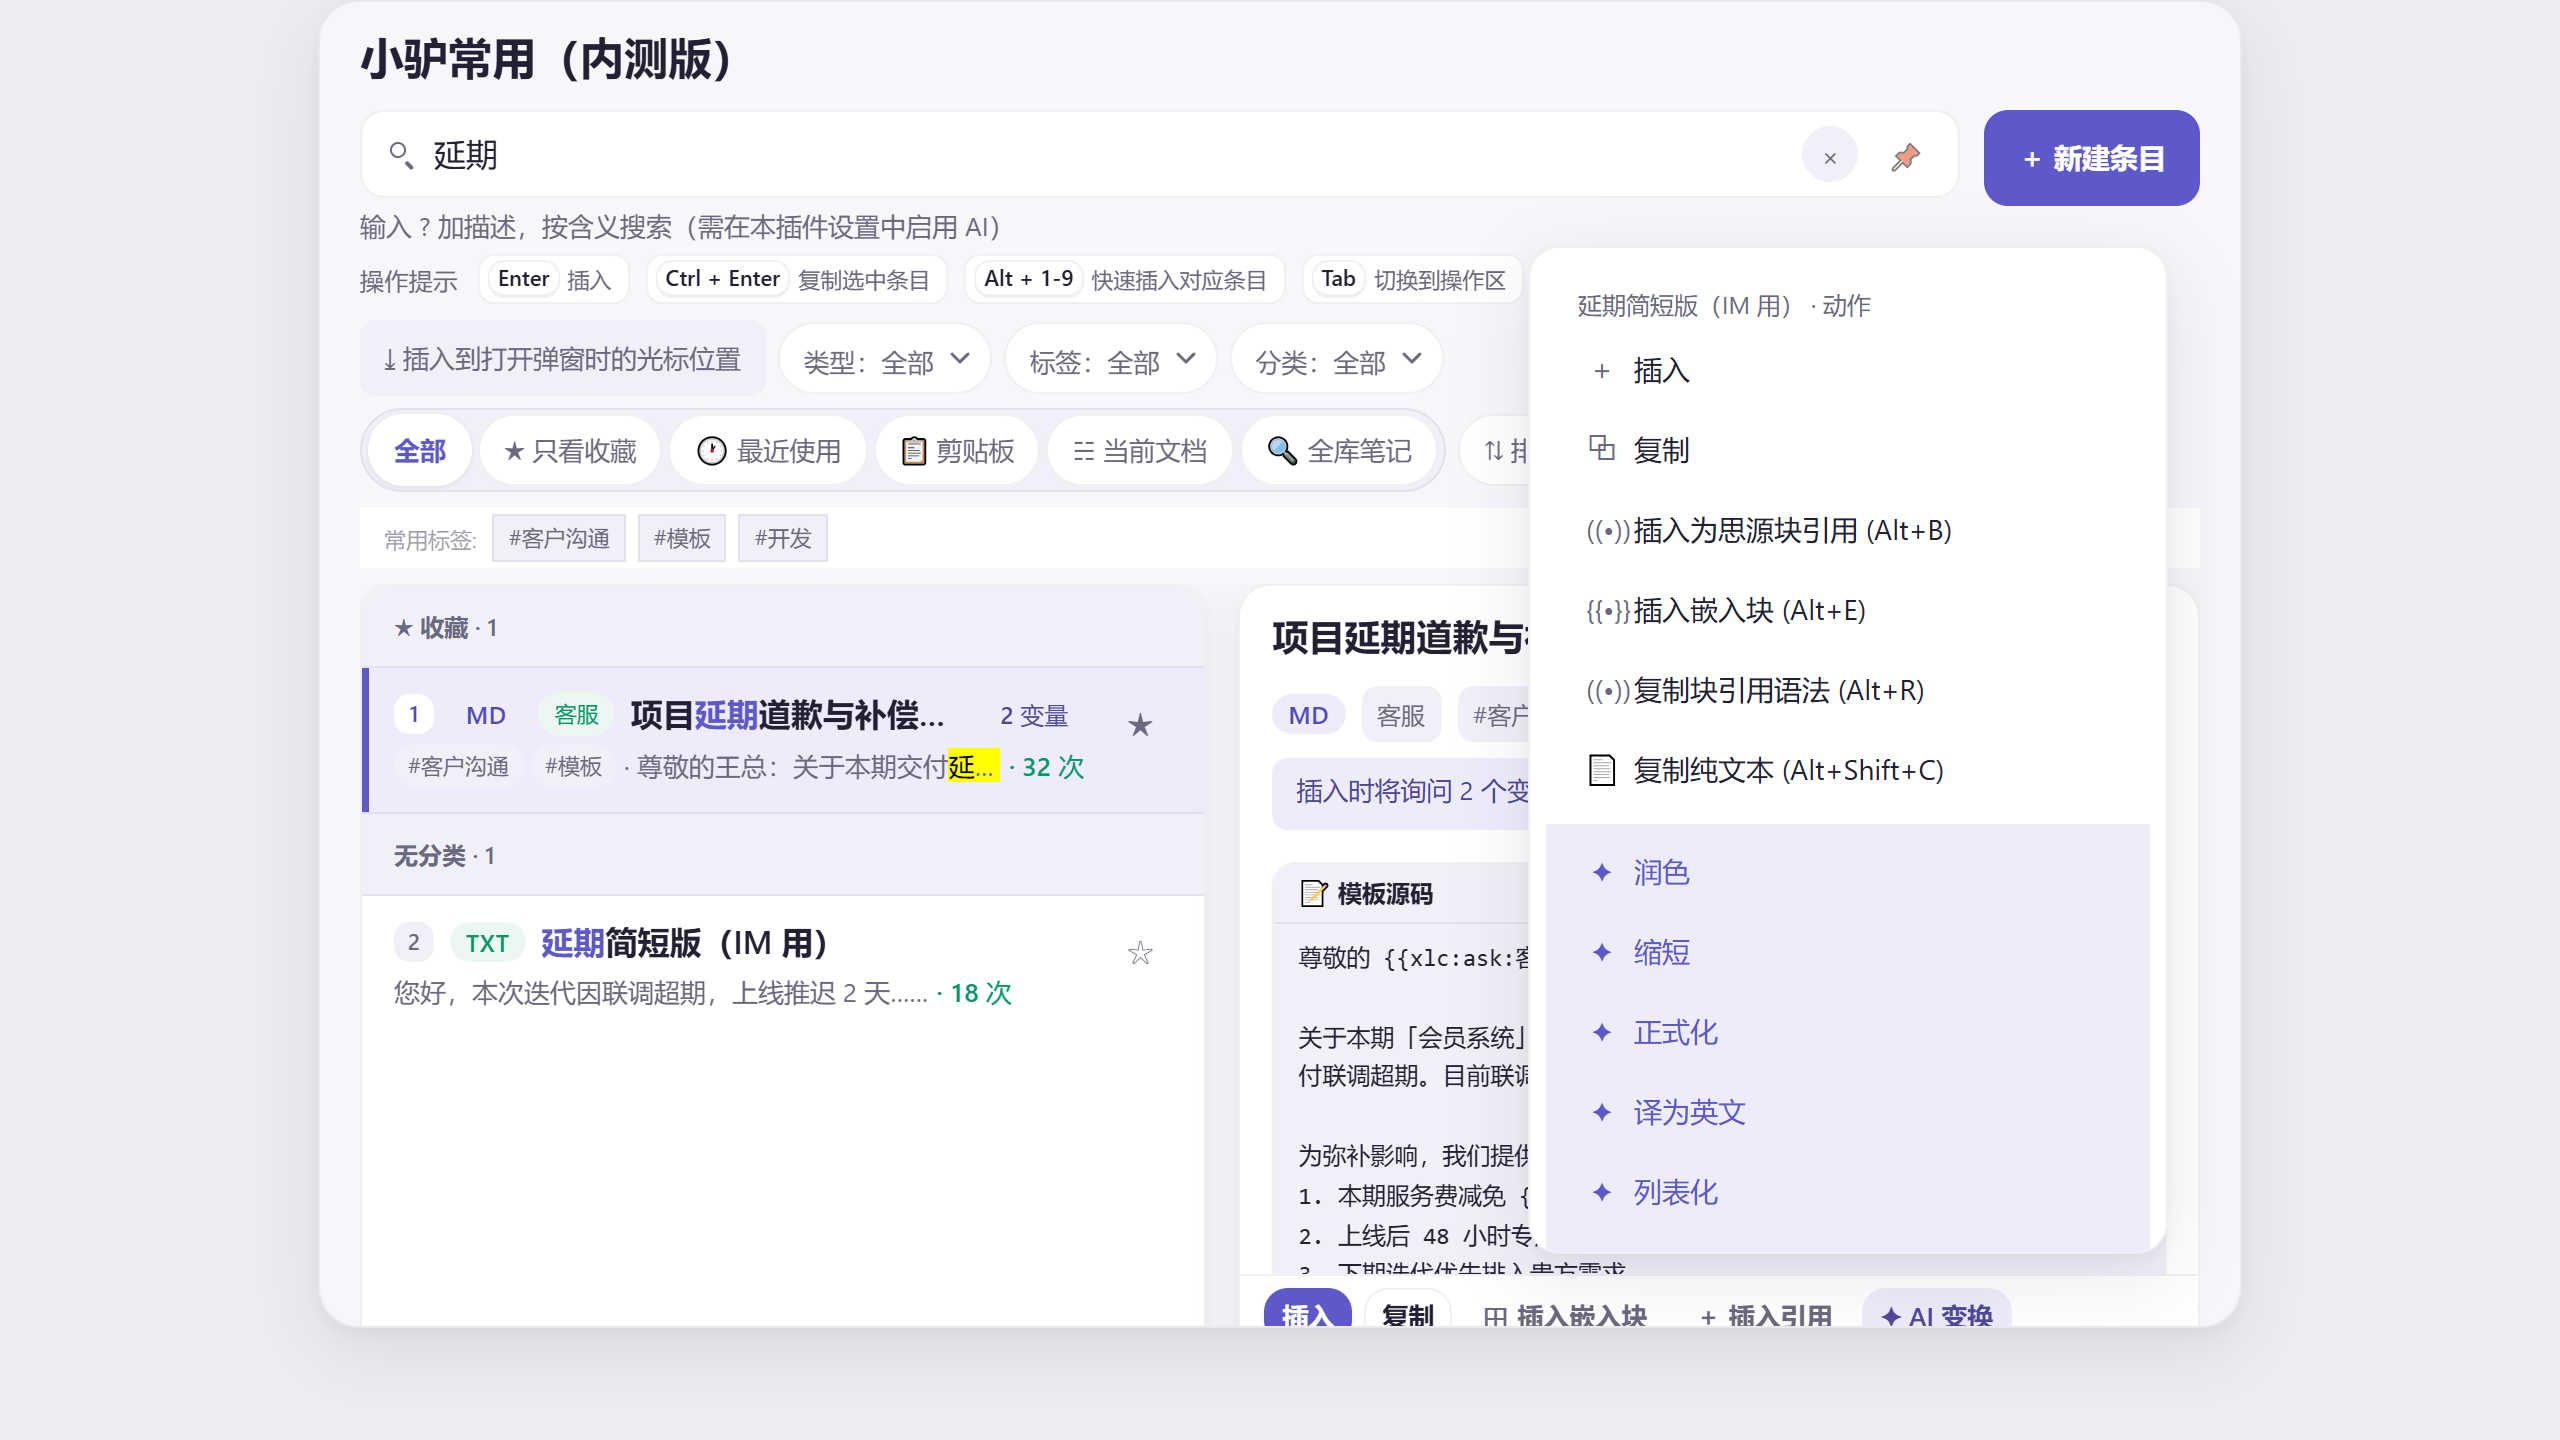 小驴常用（内测版）
延期
×
+ 新建条目
输入 ? 加描述，按含义搜索（需在本插件设置中启用 AI）
操作提示 Enter 插入 Ctrl + Enter 复制选中条目 Alt + 1-9 快速插入对应条目 Tab 切换到操作区
↓插入到打开弹窗时的光标位置 类型：全部 标签：全部 分类：全部
全部 ★ 只看收藏 最近使用 剪贴板 ☵ 当前文档 全库笔记 ⇅
常用标签: #客户沟通 #模板 #开发
★ 收藏 · 1
1 MD 客服 项目延期道歉与补偿… 2 变量 ★
#客户沟通 #模板 · 尊敬的王总：关于本期交付延… · 32 次
无分类 · 1
2 TXT 延期简短版（IM 用） ☆
您好，本次迭代因联调超期，上线推迟 2 天…… · 18 次
项目延期道歉与
MD 客服 #客户
插入时将询问 2 个变
模板源码
尊敬的 {{xlc:ask:客
关于本期「会员系统」
付联调超期。目前联调
为弥补影响，我们提供
1. 本期服务费减免 {
2. 上线后 48 小时专
3. 下期迭代优先排入贵方需求
插入 复制 田 插入嵌入块 + 插入引用 ✦ AI 变换
延期简短版（IM 用） · 动作
+ 插入
复制
((•))插入为思源块引用 (Alt+B)
{{•}}插入嵌入块 (Alt+E)
((•))复制块引用语法 (Alt+R)
复制纯文本 (Alt+Shift+C)
✦ 润色
✦ 缩短
✦ 正式化
✦ 译为英文
✦ 列表化